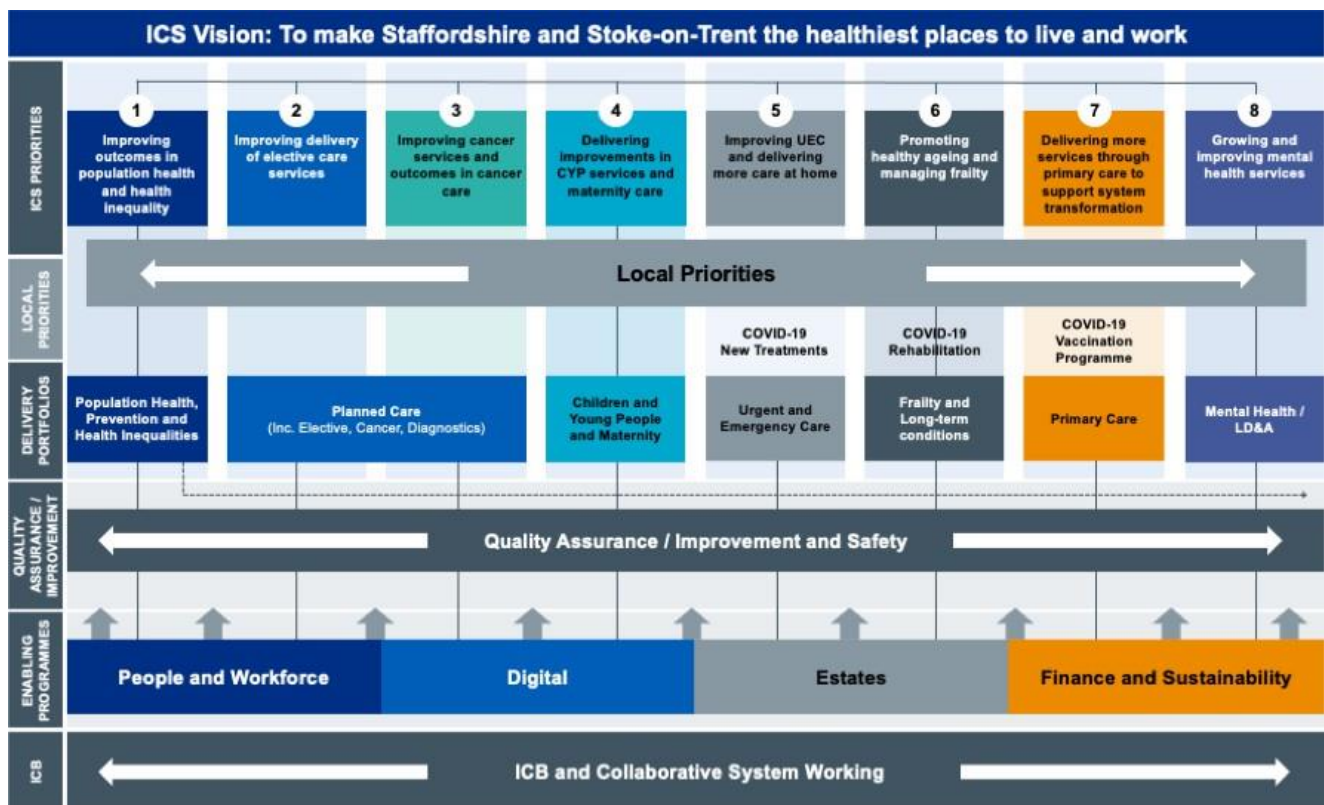 ICS Vision: To make Staffordshire and Stoke-on-Trent the healthiest places to live and work
ICS PRIORITIES
1
Improving
outcomes in
population health
and health
inequality
2
Improving delivery
of elective care
services
3
Improving cancer
services and
outcomes in cancer
care
4
Delivering
improvements in
CYP services and
maternity care
5
Improving UEC
and delivering
more care at home
6
Promoting
healthy ageing and
managing frailty
7
Delivering more
services through
primary care to
support system
transformation
8
Growing and
improving mental
health services
LOCAL
PRIORITIES
Local Priorities
COVID-19
New Treatments
COVID-19
Rehabilitation
COVID-19
Vaccination
Programme
DELIVERY
PORTFOLIOS
Population Health,
Prevention and
Health Inequalities
Planned Care
(Inc. Elective, Cancer, Diagnostics)
Children and
Young People
and Maternity
Urgent and
Emergency Care
Frailty and
Long-term
conditions
Primary Care
Mental Health /
LD&A
QUALITY
ASSURANCE /
IMPROVEMENT
Quality Assurance / Improvement and Safety
ENABLING
PROGRAMMES
People and Workforce
Digital
Estates
Finance and Sustainability
ICB
ICB and Collaborative System Working